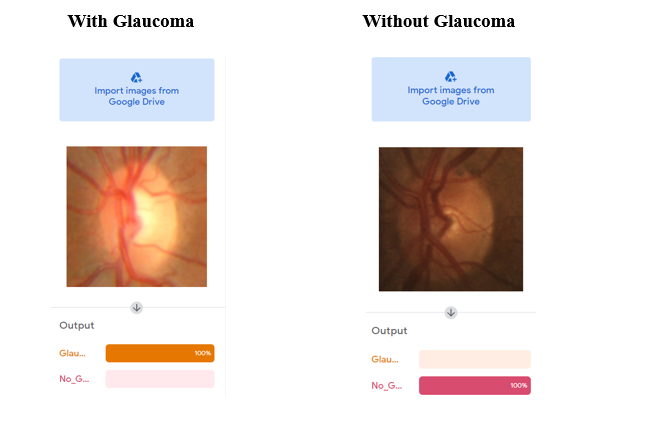 With Glaucoma
Without Glaucoma
Import images from
Google Drive
Import images from
Google Drive
Output
Glau... 100%
No_G...
Output
Glau...
No_G... 100%